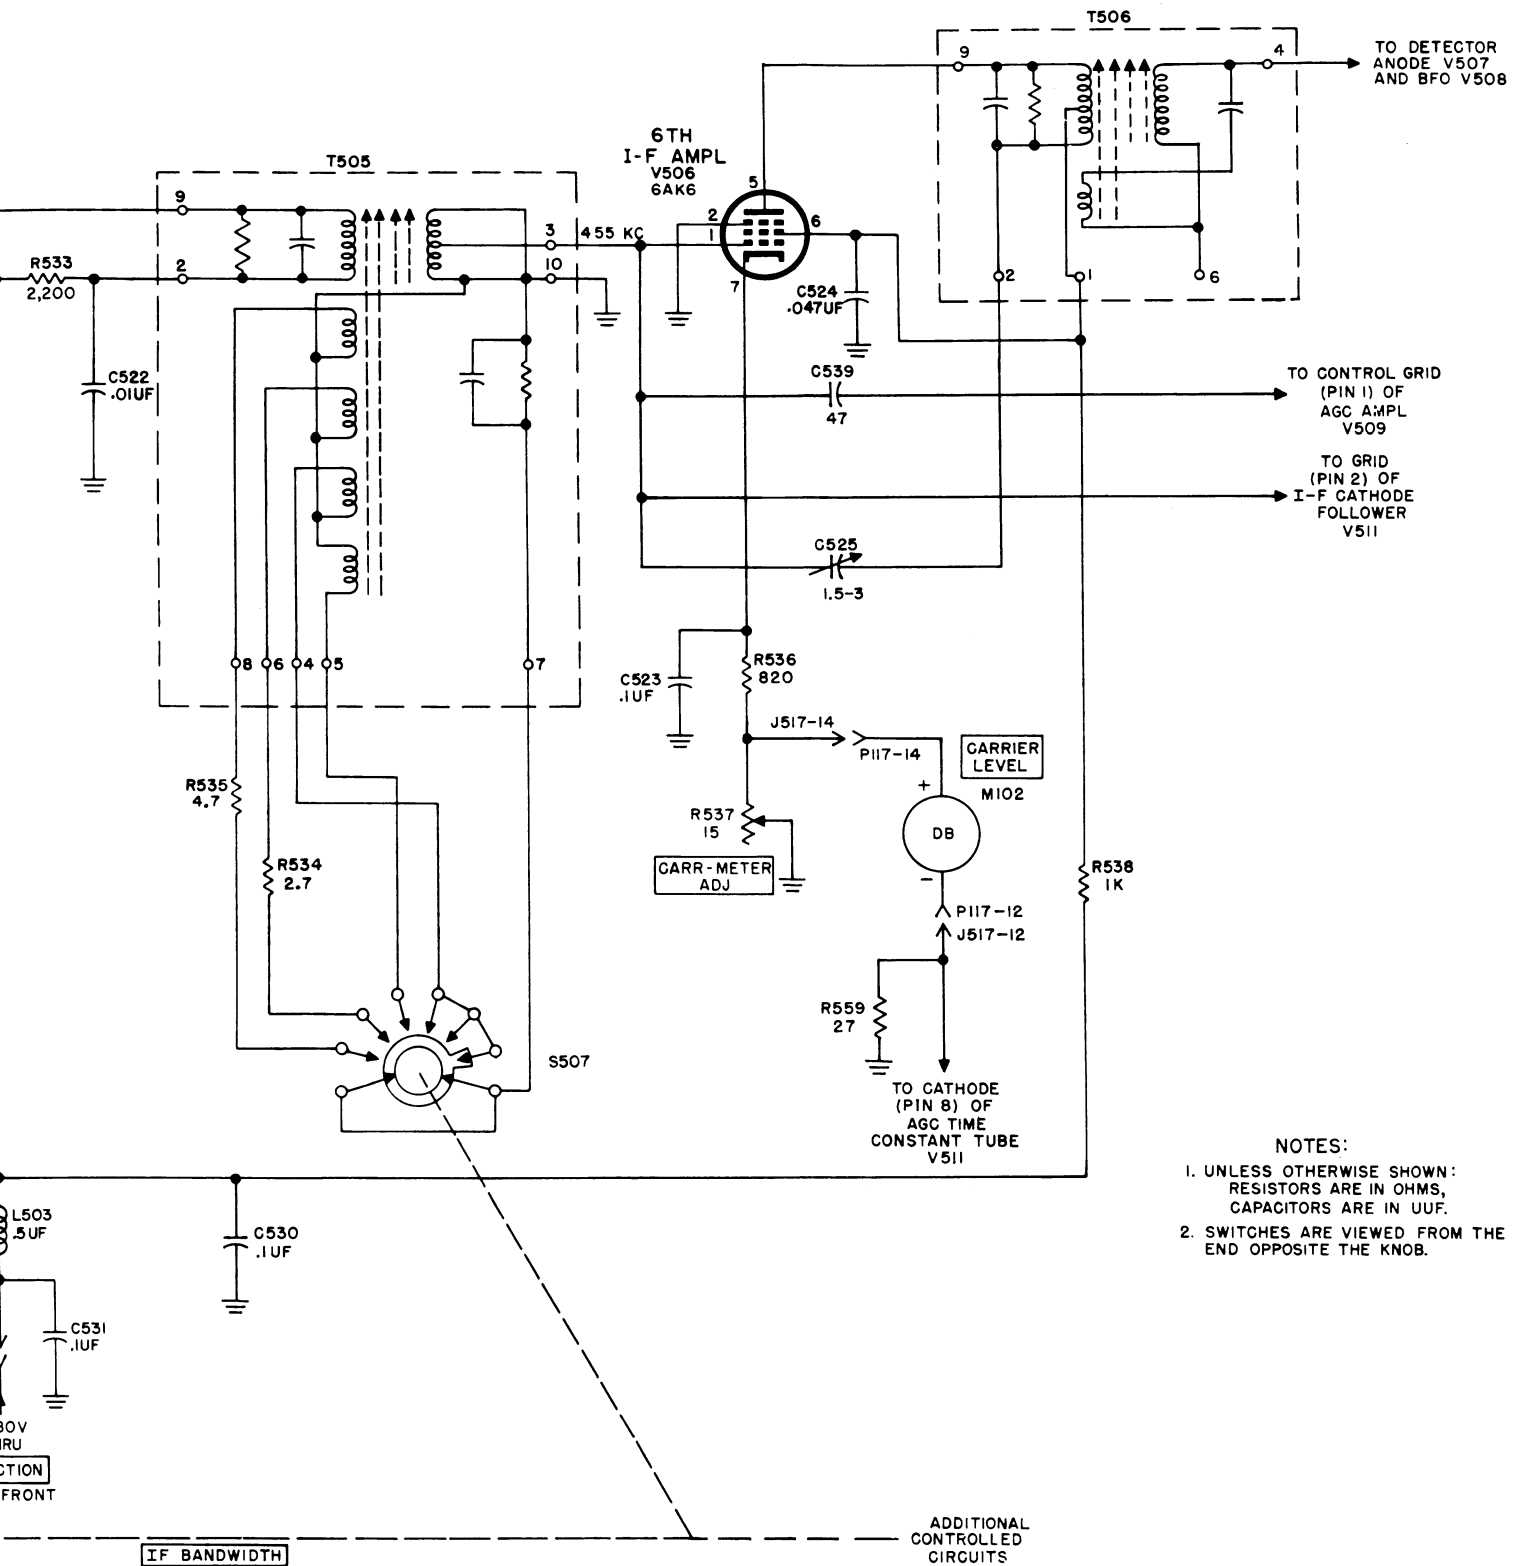 T506
9
4
TO DETECTOR
ANODE V507
AND BFO V508
2
1
6
6TH
I-F AMPL
V506
6AK6
5
2
1
6
7
T505
9
2
3
455 KC
10
R533
2,200
C522
.01UF
8
6
4
5
7
C524
.047UF
C539
47
TO CONTROL GRID
(PIN 1) OF
AGC AMPL
V509
TO GRID
(PIN 2) OF
I-F CATHODE
FOLLOWER
V511
C525
1.5-3
C523
.1UF
R536
820
J517-14
P117-14
CARRIER
LEVEL
M102
+
DB
−
P117-12
J517-12
R537
15
CARR-METER
ADJ
R535
4.7
R534
2.7
R538
1K
R559
27
S507
TO CATHODE
(PIN 8) OF
AGC TIME
CONSTANT TUBE
V511
NOTES:
1. UNLESS OTHERWISE SHOWN:
RESISTORS ARE IN OHMS,
CAPACITORS ARE IN UUF.
2. SWITCHES ARE VIEWED FROM THE
END OPPOSITE THE KNOB.
L503
.5UF
C530
.1UF
C531
.1UF
FRONT
IF BANDWIDTH
ADDITIONAL
CONTROLLED
CIRCUITS